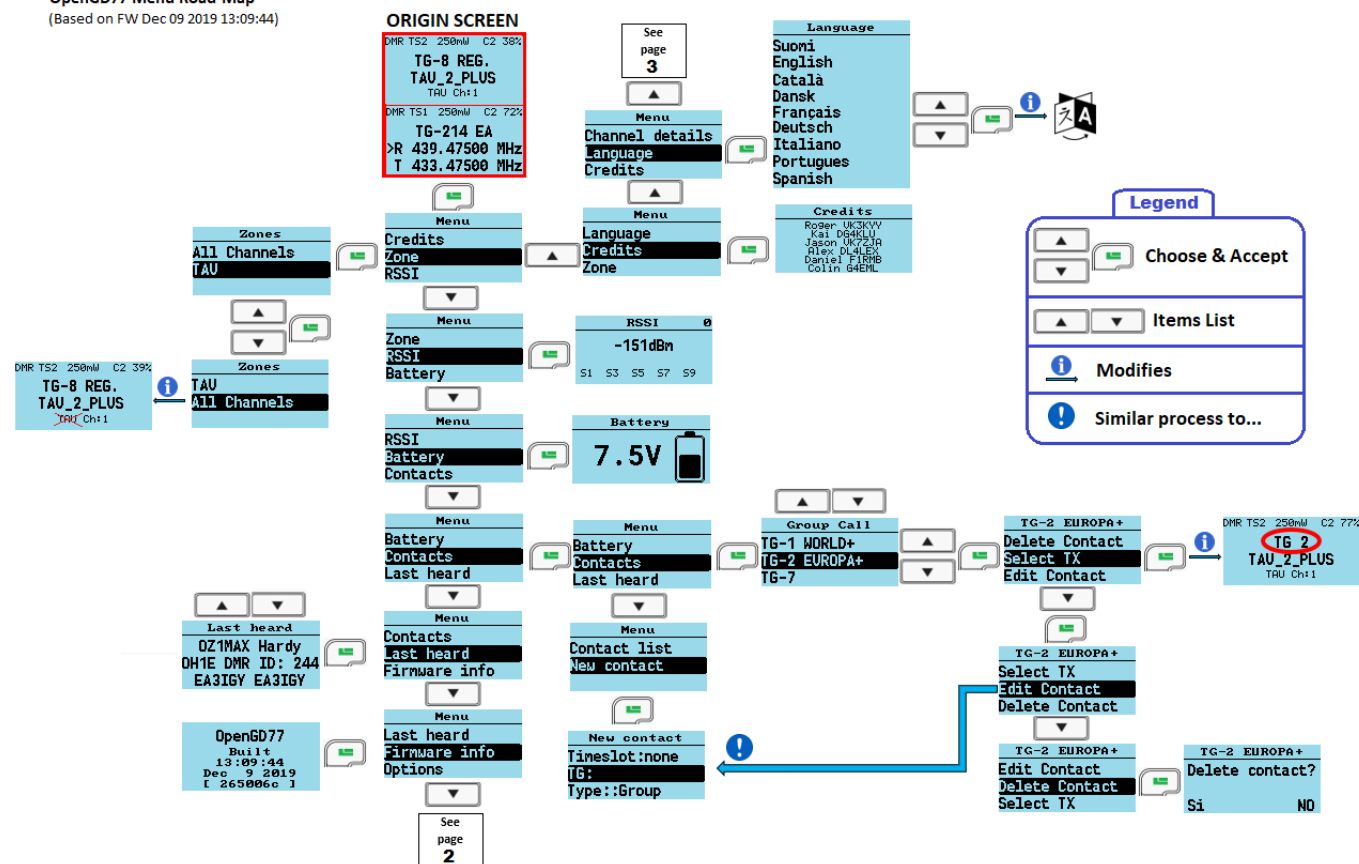 OpenGD77 Menu Road Map
(Based on FW Dec 09 2019 13:09:44)
ORIGIN SCREEN
DMR TS2 250mW C2 38%
TG-8 REG.
TAV_2_PLUS
TAU Ch:1
DMR TS1 250mW C2 72%
TG-214 EA
>R 439.47500 MHz
T 433.47500 MHz
See
page
3
Menu
Channel details
Language
Credits
Language
Suomi
English
Català
Dansk
Français
Deutsch
Italiano
Portugues
Spanish
Menu
Language
Credits
Zone
Credits
Roger VK3KYY
Kai DG4KLU
Jason VK7ZJA
Alex DL4LEX
Daniel F1RMB
Colin G4EML
Legend
Choose & Accept
Items List
Modifies
Similar process to...
Menu
Credits
Zone
RSSI
Zones
All Channels
TAU
Zones
TAU
All Channels
DMR TS2 250mW C2 39%
TG-8 REG.
TAV_2_PLUS
TAU Ch:1
Menu
Zone
RSSI
Battery
RSSI 0
-151dBm
S1 S3 S5 S7 S9
Menu
RSSI
Battery
Contacts
Battery
7.5V
Menu
Battery
Contacts
Last heard
Menu
Battery
Contacts
Last heard
Group Call
TG-1 WORLD+
TG-2 EUROPA+
TG-7
TG-2 EUROPA+
Delete Contact
Select TX
Edit Contact
DMR TS2 250mW C2 77%
TG 2
TAU_2_PLUS
TAU Ch:1
Menu
Contacts
Last heard
Firmware info
Last heard
OZ1MAX Hardy
OH1E DMR ID: 244
EA3IGY EA3IGY
Menu
Contact list
New contact
TG-2 EUROPA+
Select TX
Edit Contact
Delete Contact
Menu
Last heard
Firmware info
Options
OpenGD77
Built
13:09:44
Dec 9 2019
[ 265006c ]
New contact
Timeslot:none
TG:
Type::Group
TG-2 EUROPA+
Edit Contact
Delete Contact
Select TX
TG-2 EUROPA+
Delete contact?
Si NO
See
page
2